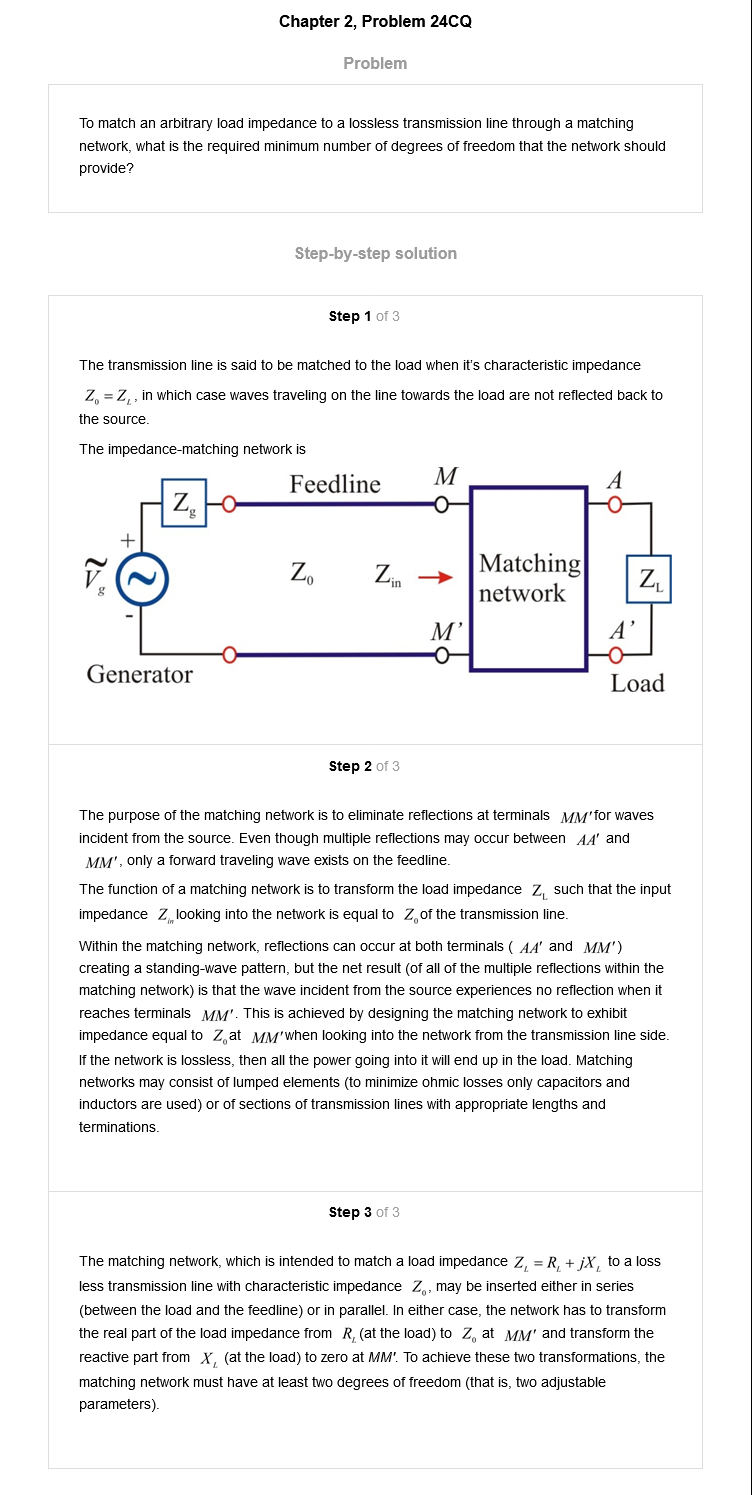 Chapter 2, Problem 24CQ
Problem
To match an arbitrary load impedance to a lossless transmission line through a matching
network, what is the required minimum number of degrees of freedom that the network should
provide?
Step-by-step solution
Step 1 of 3
The transmission line is said to be matched to the load when it's characteristic impedance
Z₀ = Z_L, in which case waves traveling on the line towards the load are not reflected back to
the source.
The impedance-matching network is
Feedline
M
A
Z_g
+
Ṽ_g
Z₀
Z_in
Matching
network
Z_L
-
M'
A'
Generator
Load
Step 2 of 3
The purpose of the matching network is to eliminate reflections at terminals MM' for waves
incident from the source. Even though multiple reflections may occur between AA' and
MM', only a forward traveling wave exists on the feedline.
The function of a matching network is to transform the load impedance Z_L such that the input
impedance Z_in looking into the network is equal to Z₀ of the transmission line.
Within the matching network, reflections can occur at both terminals ( AA' and MM')
creating a standing-wave pattern, but the net result (of all of the multiple reflections within the
matching network) is that the wave incident from the source experiences no reflection when it
reaches terminals MM'. This is achieved by designing the matching network to exhibit
impedance equal to Z₀ at MM' when looking into the network from the transmission line side.
If the network is lossless, then all the power going into it will end up in the load. Matching
networks may consist of lumped elements (to minimize ohmic losses only capacitors and
inductors are used) or of sections of transmission lines with appropriate lengths and
terminations.
Step 3 of 3
The matching network, which is intended to match a load impedance Z_L = R_L + jX_L to a loss
less transmission line with characteristic impedance Z₀, may be inserted either in series
(between the load and the feedline) or in parallel. In either case, the network has to transform
the real part of the load impedance from R_L (at the load) to Z₀ at MM' and transform the
reactive part from X_L (at the load) to zero at MM'. To achieve these two transformations, the
matching network must have at least two degrees of freedom (that is, two adjustable
parameters).